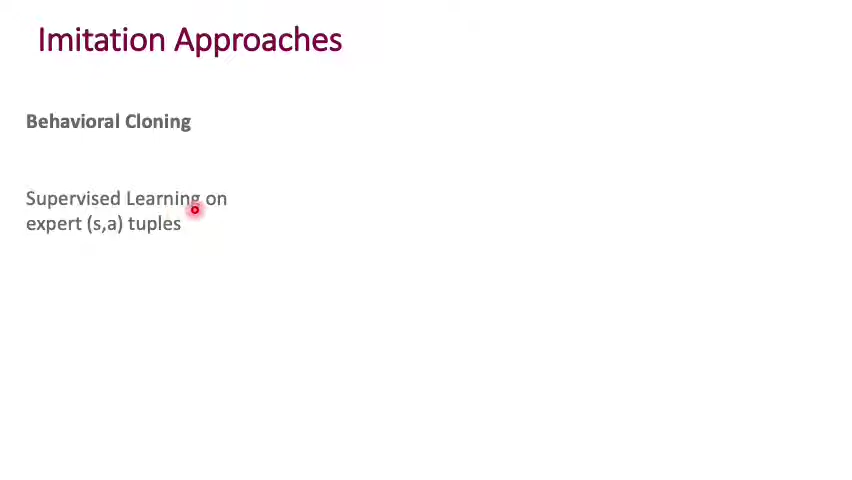 Imitation Approaches
Behavioral Cloning
Supervised Learning on
expert (s,a) tuples